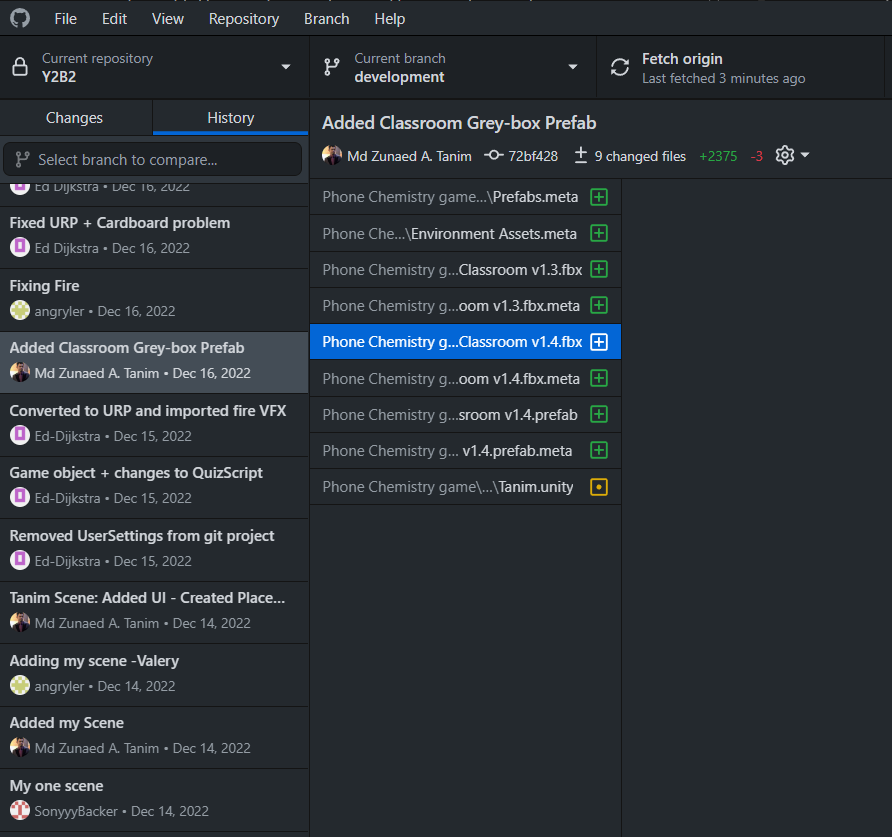 File Edit View Repository Branch Help
Current repository
Y2B2
Current branch
development
Fetch origin
Last fetched 3 minutes ago
Changes
History
Select branch to compare...
Ed Dijkstra • Dec 16, 2022
Fixed URP + Cardboard problem
Ed Dijkstra • Dec 16, 2022
Fixing Fire
angryler • Dec 16, 2022
Added Classroom Grey-box Prefab
Md Zunaed A. Tanim • Dec 16, 2022
Converted to URP and imported fire VFX
Ed-Dijkstra • Dec 15, 2022
Game object + changes to QuizScript
Ed-Dijkstra • Dec 15, 2022
Removed UserSettings from git project
Ed-Dijkstra • Dec 15, 2022
Tanim Scene: Added UI - Created Place...
Md Zunaed A. Tanim • Dec 14, 2022
Adding my scene -Valery
angryler • Dec 14, 2022
Added my Scene
Md Zunaed A. Tanim • Dec 14, 2022
My one scene
SonyyyBacker • Dec 14, 2022
Added Classroom Grey-box Prefab
Md Zunaed A. Tanim 72bf428 9 changed files +2375 -3
Phone Chemistry game...\Prefabs.meta
Phone Che...\Environment Assets.meta
Phone Chemistry g...Classroom v1.3.fbx
Phone Chemistry g...oom v1.3.fbx.meta
Phone Chemistry g...Classroom v1.4.fbx
Phone Chemistry g...oom v1.4.fbx.meta
Phone Chemistry g...sroom v1.4.prefab
Phone Chemistry g... v1.4.prefab.meta
Phone Chemistry game\...\Tanim.unity